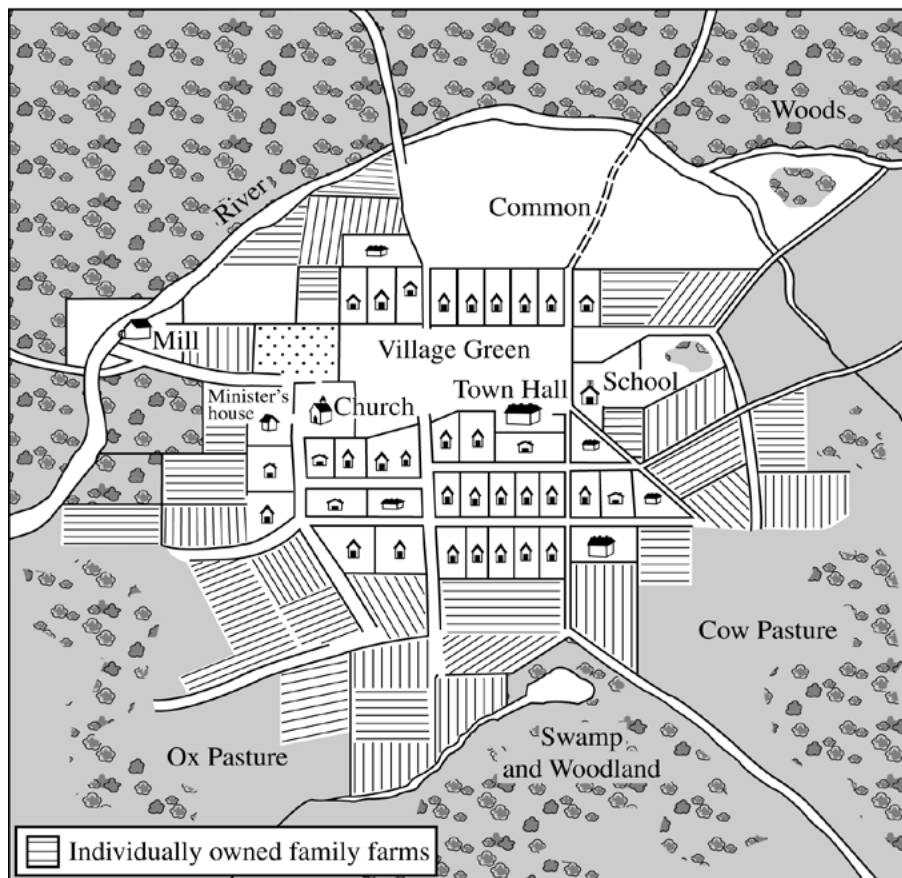 Woods
River
Common
Mill
Village Green
Minister's
house
Church
Town Hall
School
Cow Pasture
Ox Pasture
Swamp
and Woodland
Individually owned family farms